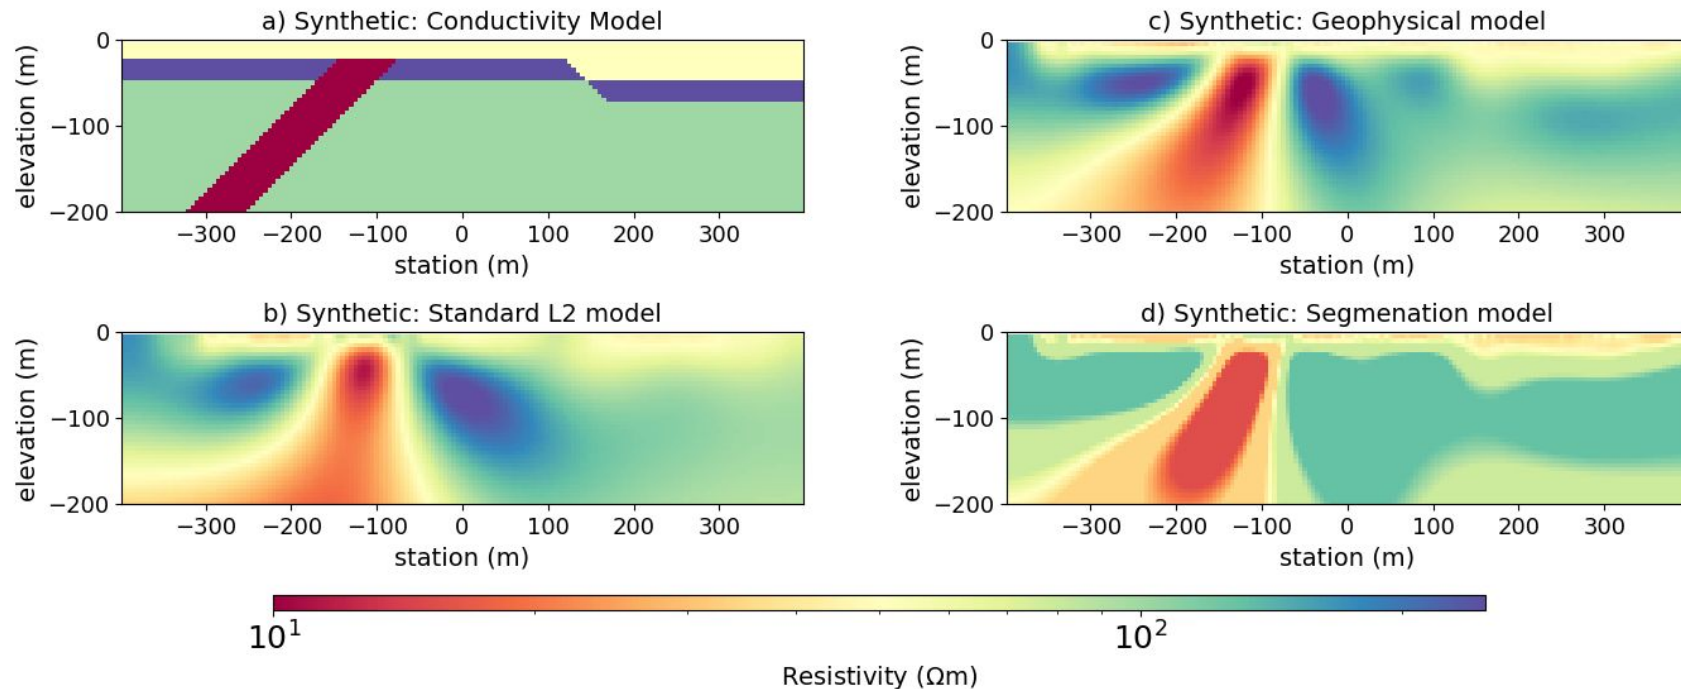 a) Synthetic: Conductivity Model
0
−100
−200
elevation (m)
−300 −200 −100 0 100 200 300
station (m)
b) Synthetic: Standard L2 model
0
−100
−200
elevation (m)
−300 −200 −100 0 100 200 300
station (m)
c) Synthetic: Geophysical model
0
−100
−200
elevation (m)
−300 −200 −100 0 100 200 300
station (m)
d) Synthetic: Segmenation model
0
−100
−200
elevation (m)
−300 −200 −100 0 100 200 300
station (m)
10¹ 10²
Resistivity (Ωm)